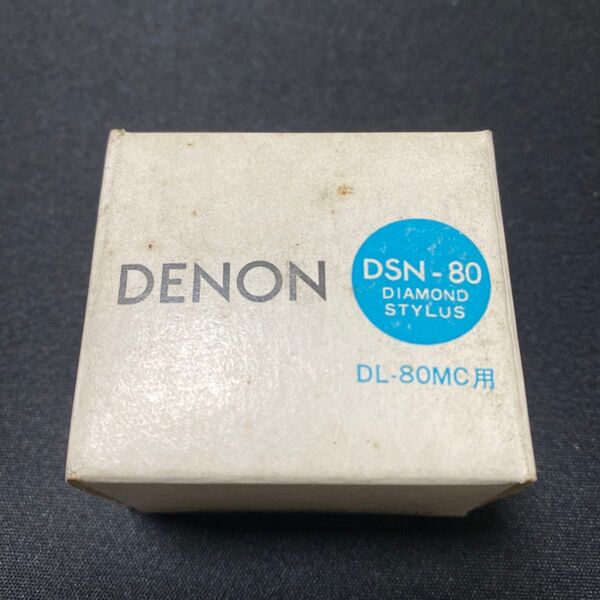 DENON
DSN-80
DIAMOND
STYLUS
DL-80MC用